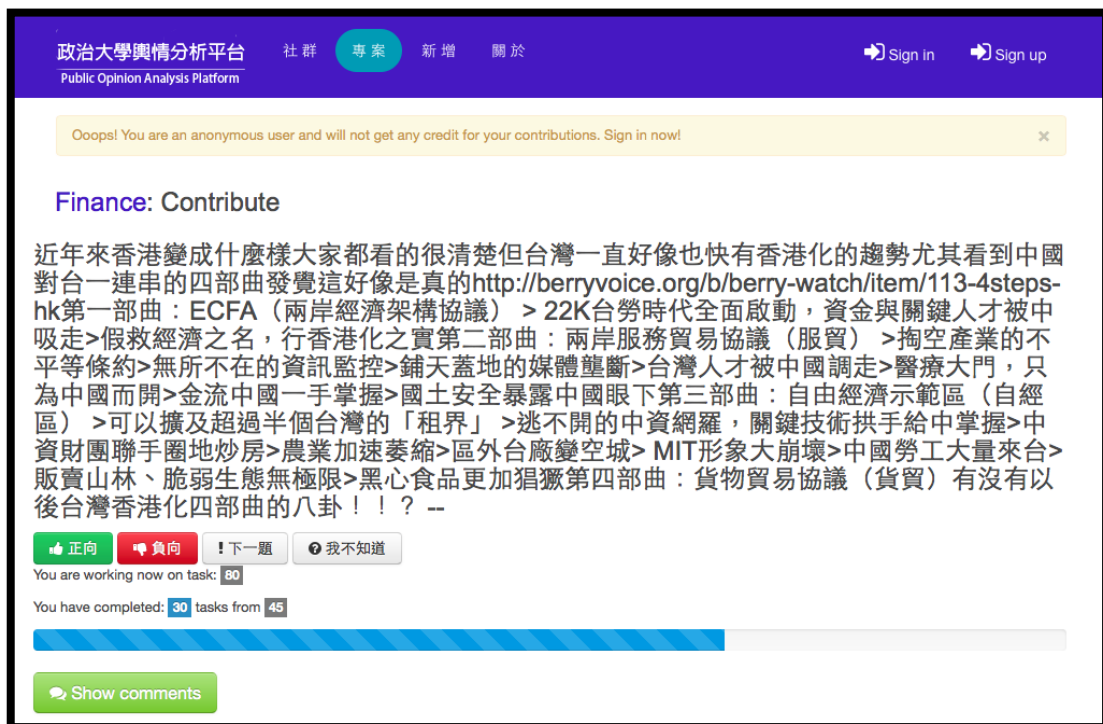 政治大學輿情分析平台
Public Opinion Analysis Platform
社群 專案 新增 關於 Sign in Sign up
Ooops! You are an anonymous user and will not get any credit for your contributions. Sign in now! ×
Finance: Contribute
近年來香港變成什麼樣大家都看的很清楚但台灣一直好像也快有香港化的趨勢尤其看到中國
對台一連串的四部曲發覺這好像是真的http://berryvoice.org/b/berry-watch/item/113-4steps-
hk第一部曲：ECFA（兩岸經濟架構協議） > 22K台勞時代全面啟動，資金與關鍵人才被中
吸走>假救經濟之名，行香港化之實第二部曲：兩岸服務貿易協議（服貿） >掏空產業的不
平等條約>無所不在的資訊監控>鋪天蓋地的媒體壟斷>台灣人才被中國調走>醫療大門，只
為中國而開>金流中國一手掌握>國土安全暴露中國眼下第三部曲：自由經濟示範區（自經
區） >可以擴及超過半個台灣的「租界」 >逃不開的中資網羅，關鍵技術拱手給中掌握>中
資財團聯手圈地炒房>農業加速萎縮>區外台廠變空城> MIT形象大崩壞>中國勞工大量來台>
販賣山林、脆弱生態無極限>黑心食品更加猖獗第四部曲：貨物貿易協議（貨貿）有沒有以
後台灣香港化四部曲的八卦！！？ --
正向 負向 ! 下一題 ? 我不知道
You are working now on task: 80
You have completed: 30 tasks from 45
Show comments